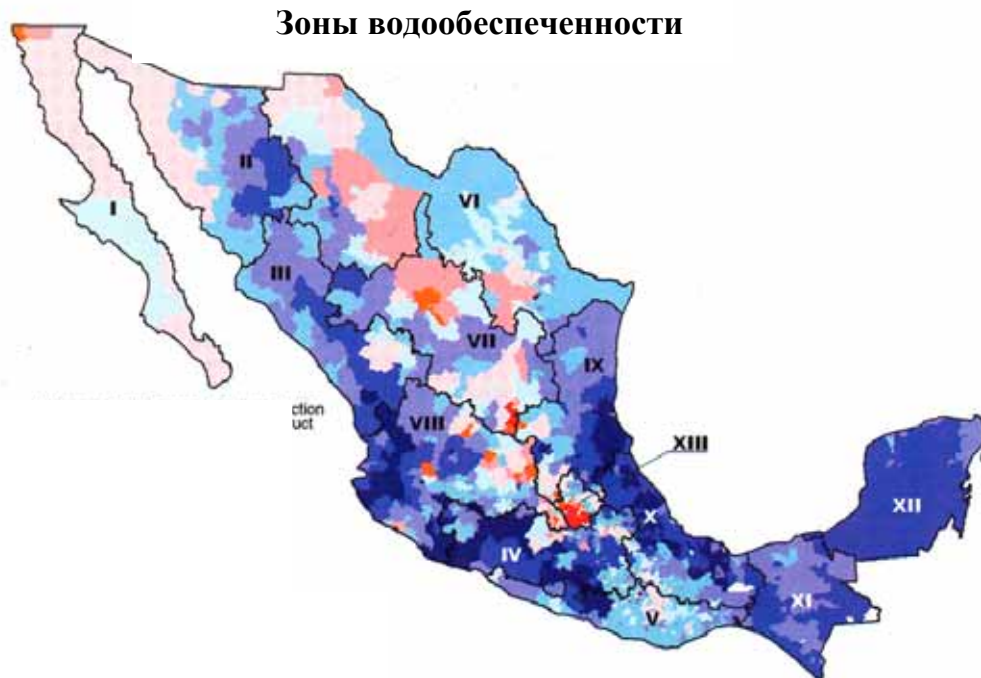 Зоны водообеспеченности
I
II
VI
III
VII
IX
VIII
XIII
XII
X
IV
XI
V
ction
uct